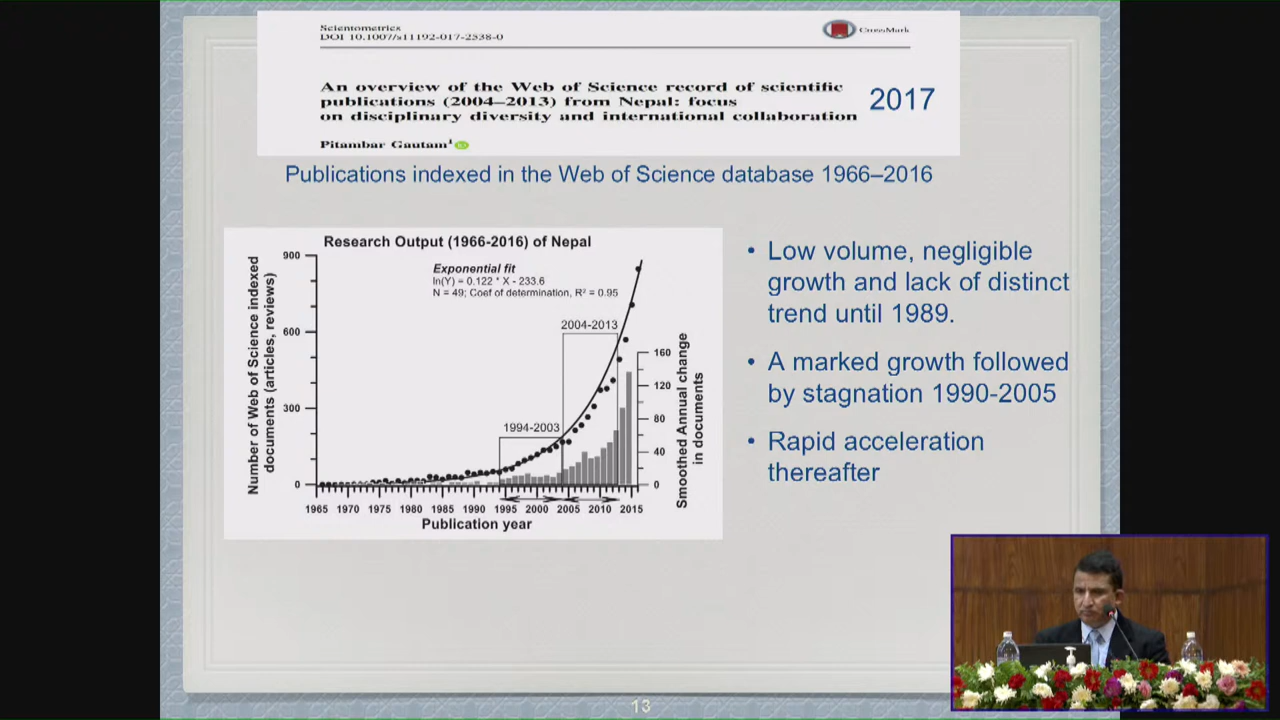 Scientometrics
DOI 10.1007/s11192-017-2538-0
CrossMark
An overview of the Web of Science record of scientific
publications (2004–2013) from Nepal: focus
on disciplinary diversity and international collaboration
2017
Pitambar Gautam¹ iD
Publications indexed in the Web of Science database 1966–2016
Research Output (1966-2016) of Nepal
Exponential fit
ln(Y) = 0.122 * X - 233.6
N = 49; Coef of determination, R² = 0.95
Number of Web of Science indexed
documents (articles, reviews)
900
600
300
0
2004-2013
1994-2003
160
120
80
40
0
Smoothed Annual change
in documents
1965 1970 1975 1980 1985 1990 1995 2000 2005 2010 2015
Publication year
• Low volume, negligible
growth and lack of distinct
trend until 1989.
• A marked growth followed
by stagnation 1990-2005
• Rapid acceleration
thereafter
13